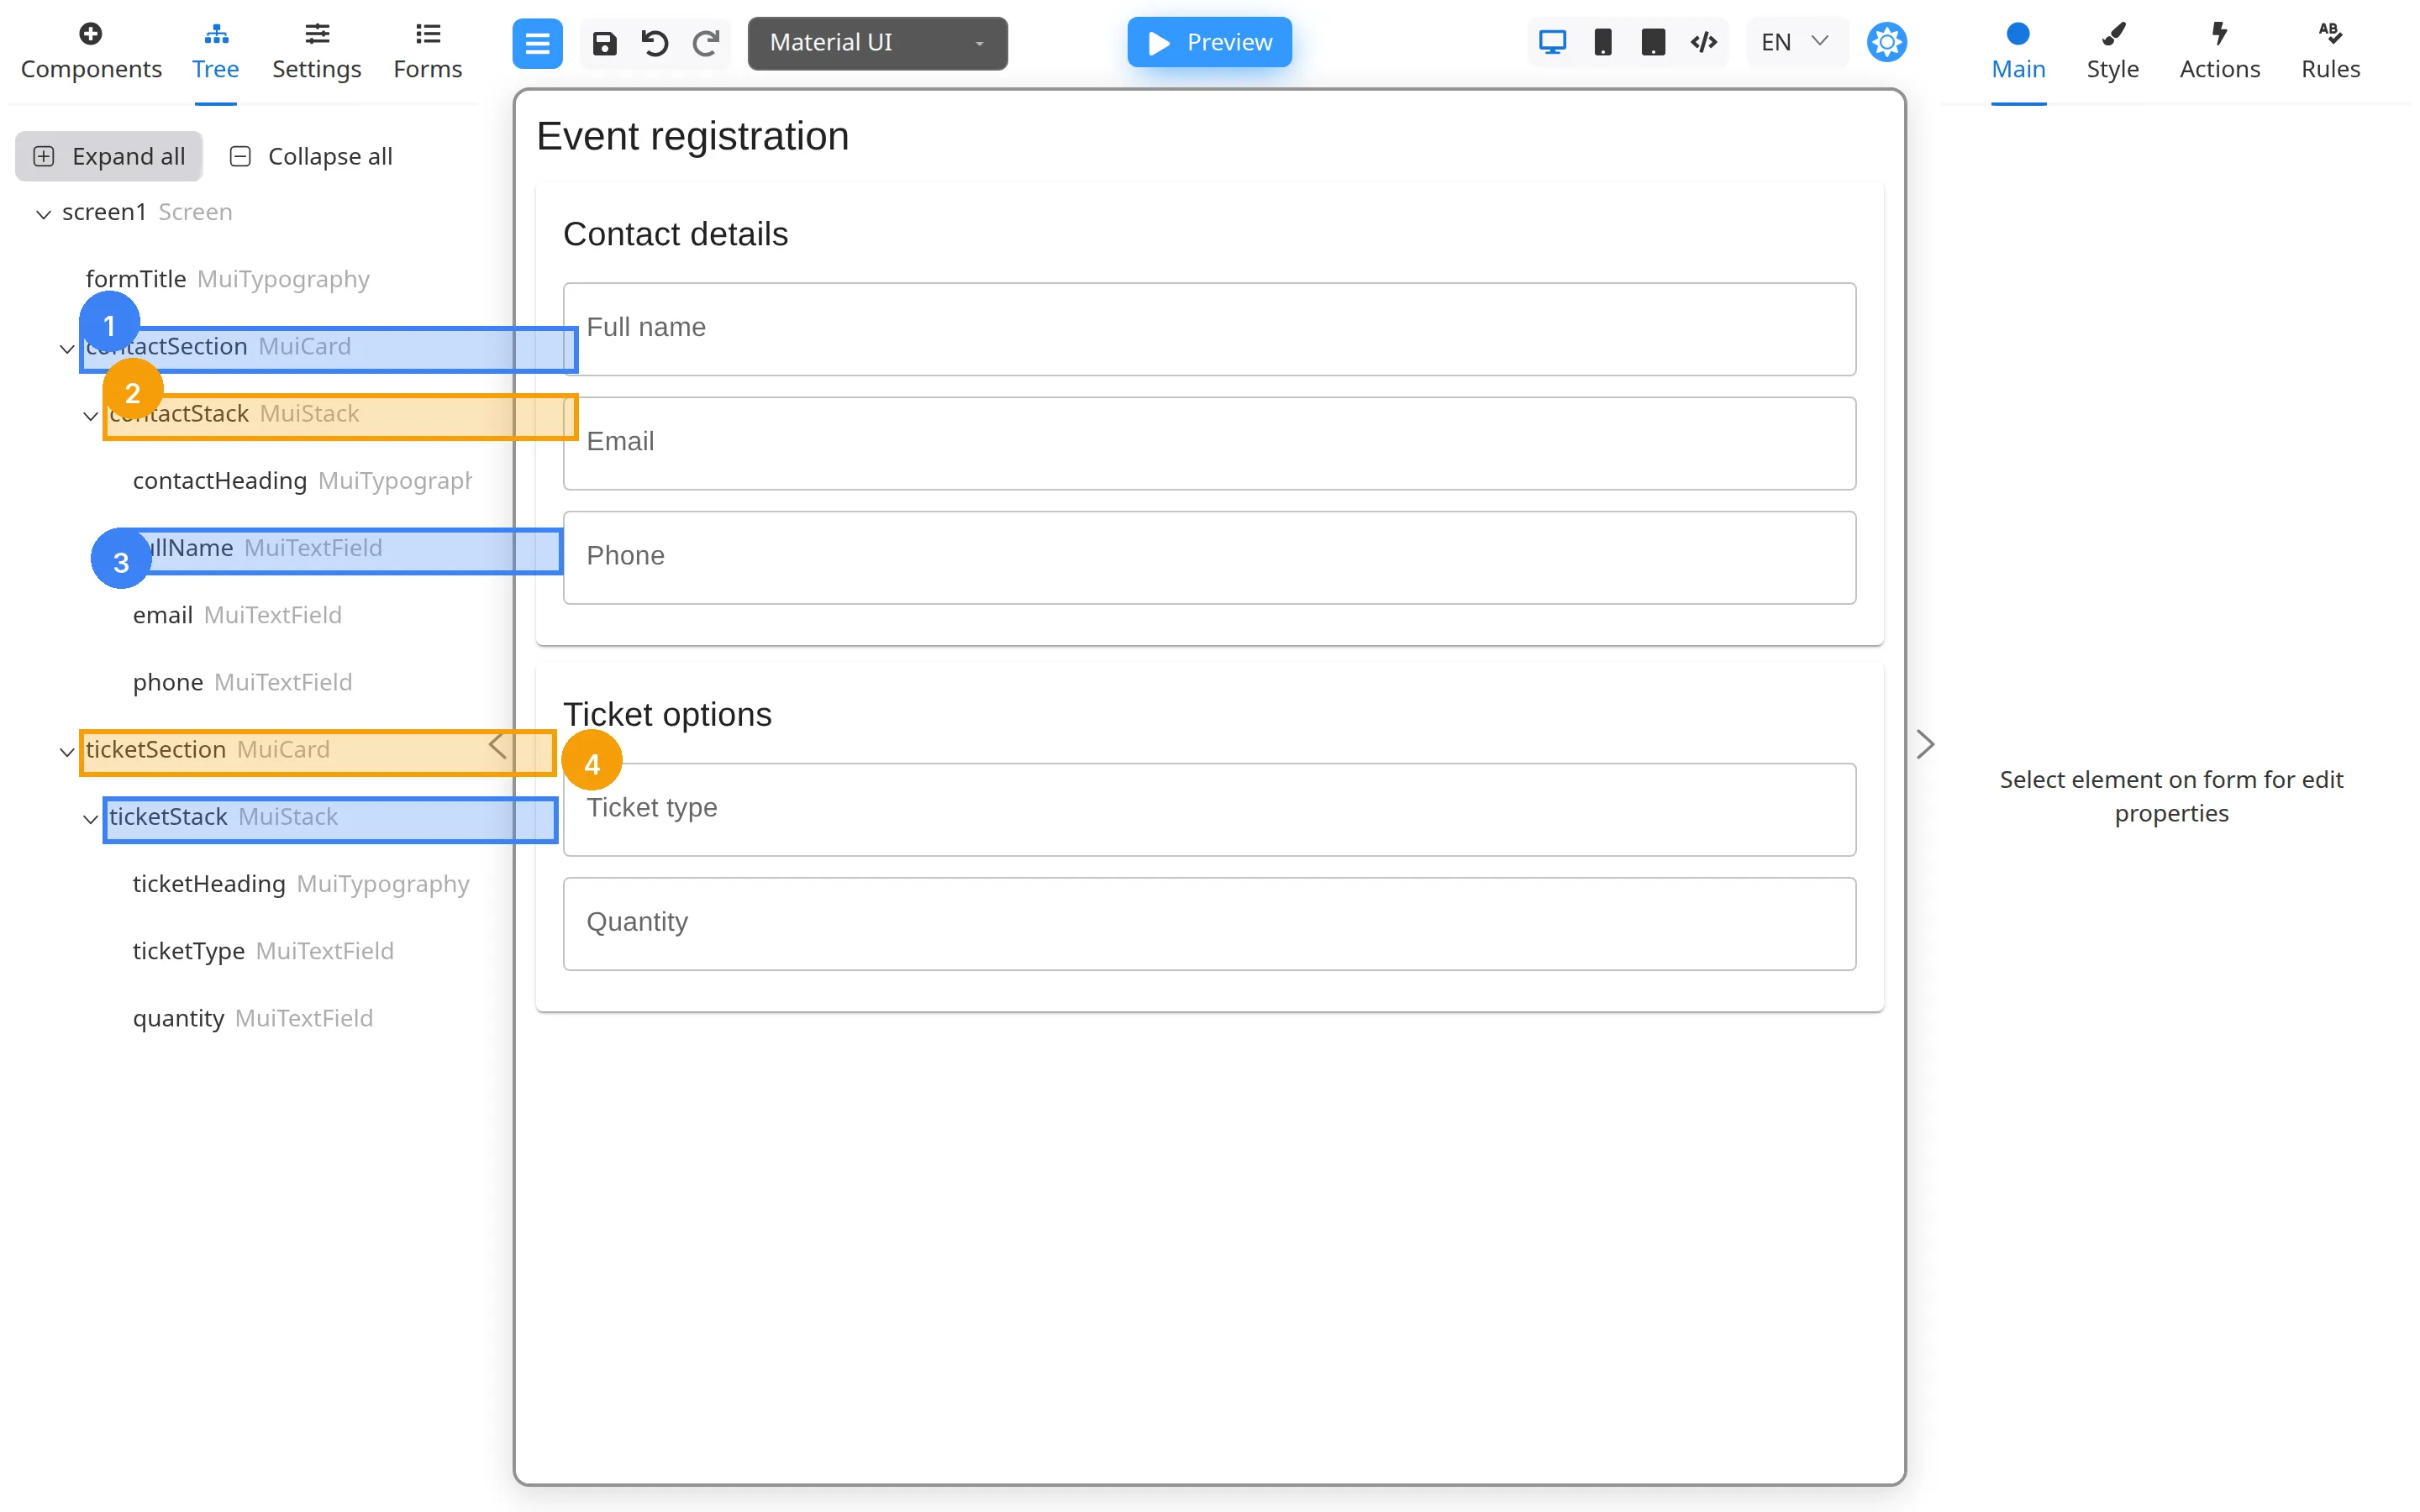 Components Tree Settings Forms
Material UI
Preview
EN
Main Style Actions Rules
Expand all Collapse all
screen1 Screen
formTitle MuiTypography
1
contactSection MuiCard
2
contactStack MuiStack
contactHeading MuiTypograph
3
fullName MuiTextField
email MuiTextField
phone MuiTextField
ticketSection MuiCard
4
ticketStack MuiStack
ticketHeading MuiTypography
ticketType MuiTextField
quantity MuiTextField
Event registration
Contact details
Full name
Email
Phone
Ticket options
Ticket type
Quantity
Select element on form for edit
properties